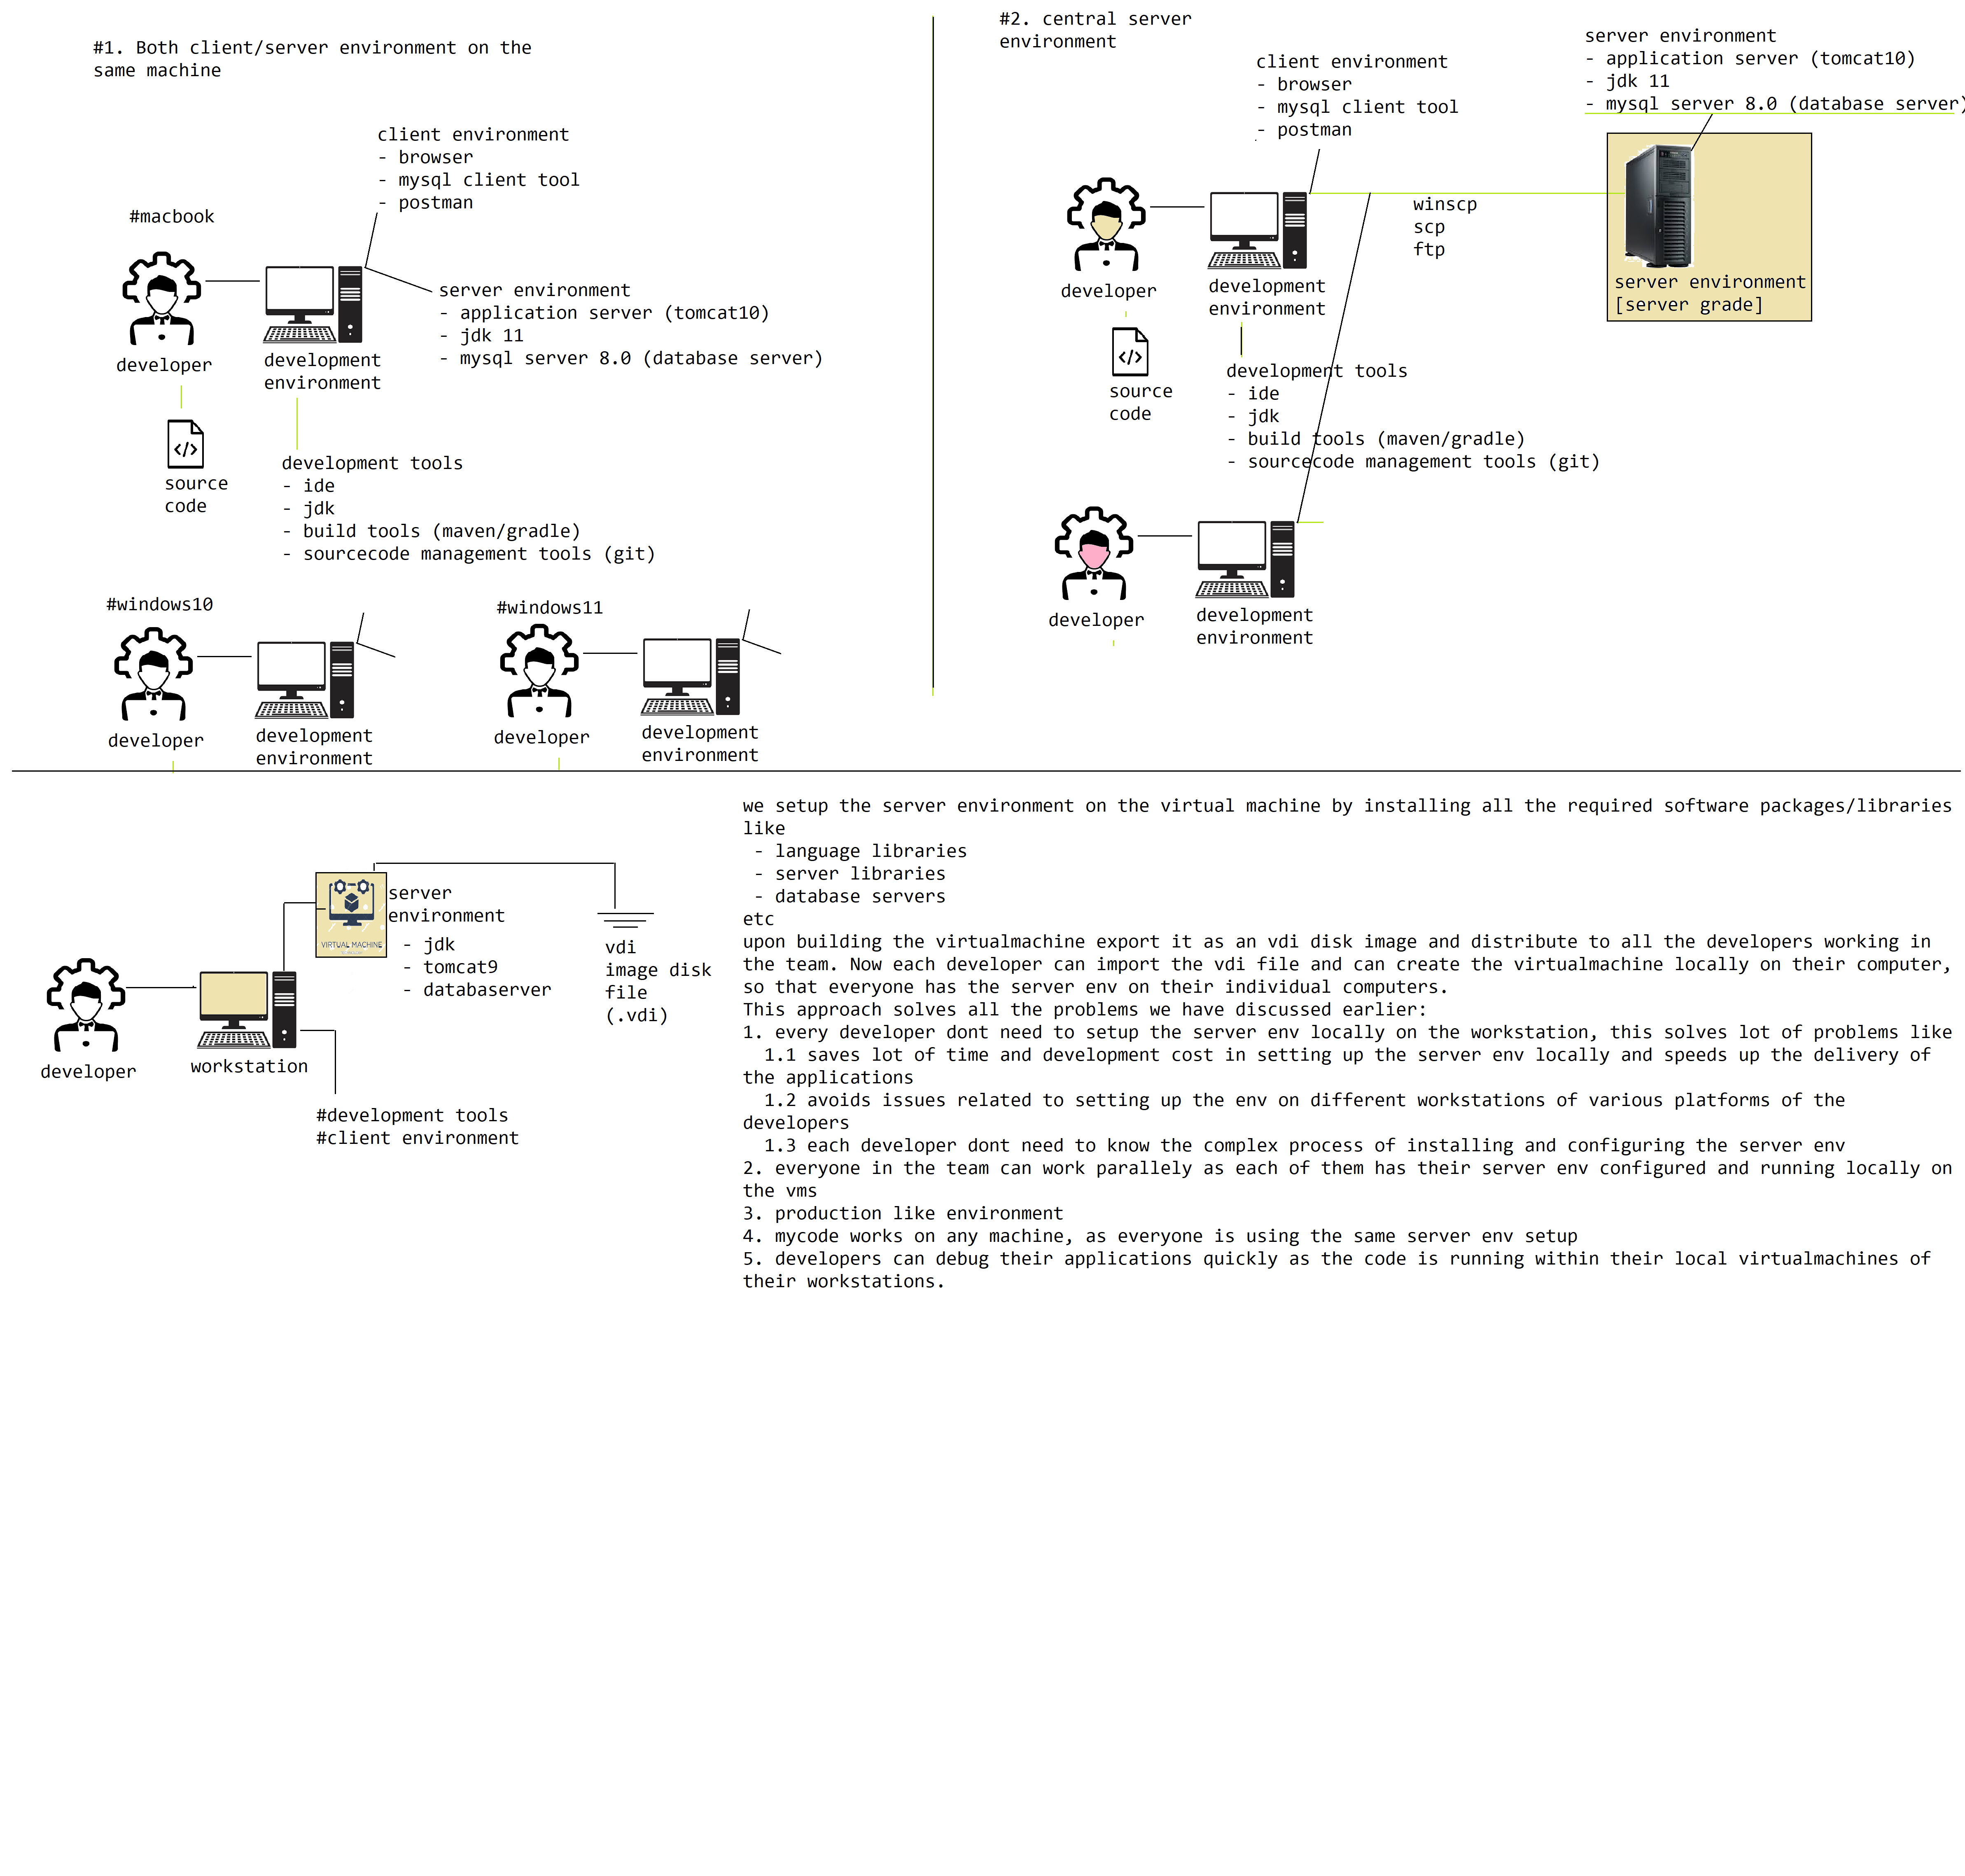 #1. Both client/server environment on the
same machine
client environment
- browser
- mysql client tool
- postman
#macbook
server environment
- application server (tomcat10)
- jdk 11
- mysql server 8.0 (database server)
developer
development
environment
</>
source
code
development tools
- ide
- jdk
- build tools (maven/gradle)
- sourcecode management tools (git)
#windows10
developer
development
environment
#windows11
developer
development
environment
#2. central server
environment
client environment
- browser
- mysql client tool
- postman
server environment
- application server (tomcat10)
- jdk 11
- mysql server 8.0 (database server)
winscp
scp
ftp
server environment
[server grade]
developer
development
environment
</>
source
code
development tools
- ide
- jdk
- build tools (maven/gradle)
- sourcecode management tools (git)
developer
development
environment
VIRTUAL MACHINE
server
environment
- jdk
- tomcat9
- databaserver
vdi
image disk
file
(.vdi)
developer
workstation
#development tools
#client environment
we setup the server environment on the virtual machine by installing all the required software packages/libraries
like
- language libraries
- server libraries
- database servers
etc
upon building the virtualmachine export it as an vdi disk image and distribute to all the developers working in
the team. Now each developer can import the vdi file and can create the virtualmachine locally on their computer,
so that everyone has the server env on their individual computers.
This approach solves all the problems we have discussed earlier:
1. every developer dont need to setup the server env locally on the workstation, this solves lot of problems like
1.1 saves lot of time and development cost in setting up the server env locally and speeds up the delivery of
the applications
1.2 avoids issues related to setting up the env on different workstations of various platforms of the
developers
1.3 each developer dont need to know the complex process of installing and configuring the server env
2. everyone in the team can work parallely as each of them has their server env configured and running locally on
the vms
3. production like environment
4. mycode works on any machine, as everyone is using the same server env setup
5. developers can debug their applications quickly as the code is running within their local virtualmachines of
their workstations.